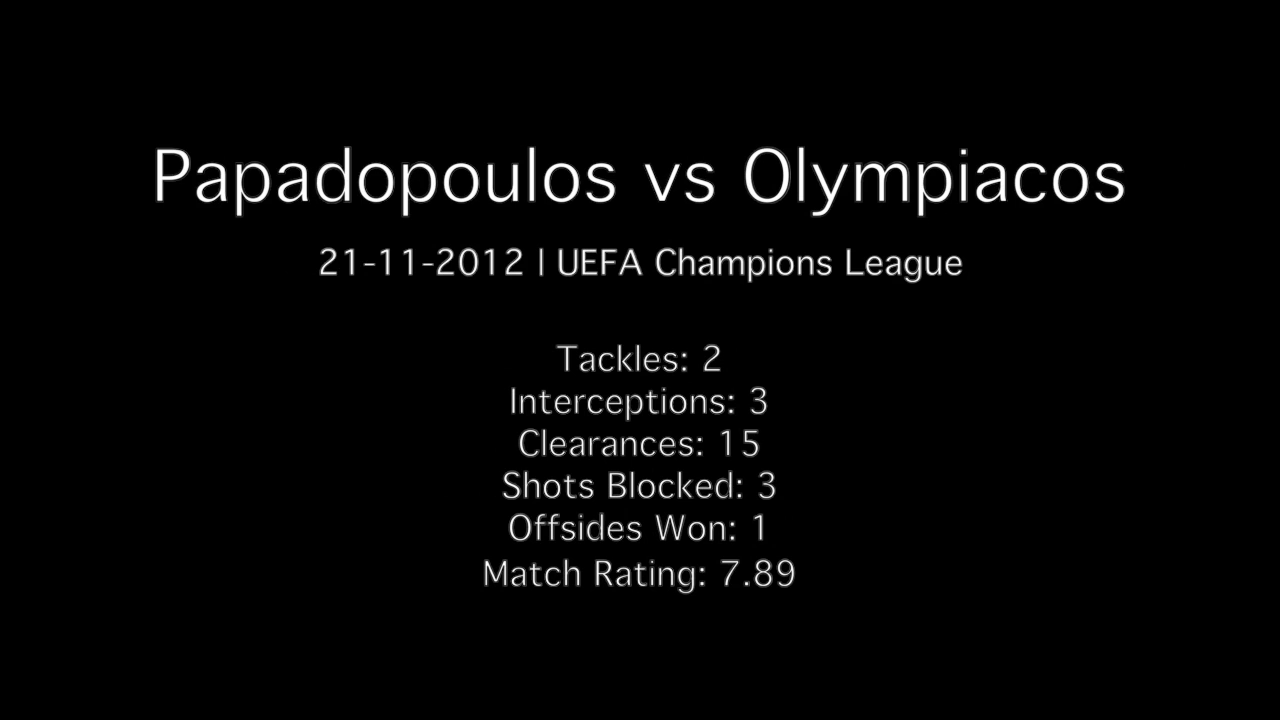 Papadopoulos vs Olympiacos
21-11-2012 | UEFA Champions League
Tackles: 2
Interceptions: 3
Clearances: 15
Shots Blocked: 3
Offsides Won: 1
Match Rating: 7.89